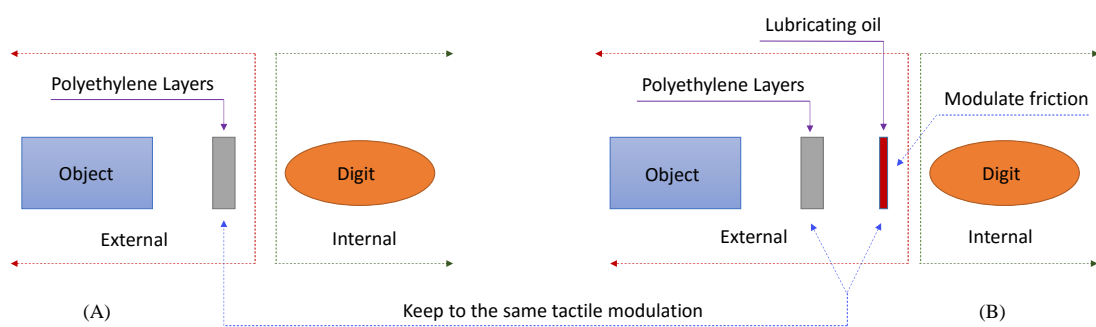 Lubricating oil
Polyethylene Layers
Polyethylene Layers
Modulate friction
Object
Digit
Object
Digit
External
Internal
External
Internal
(A)
Keep to the same tactile modulation
(B)